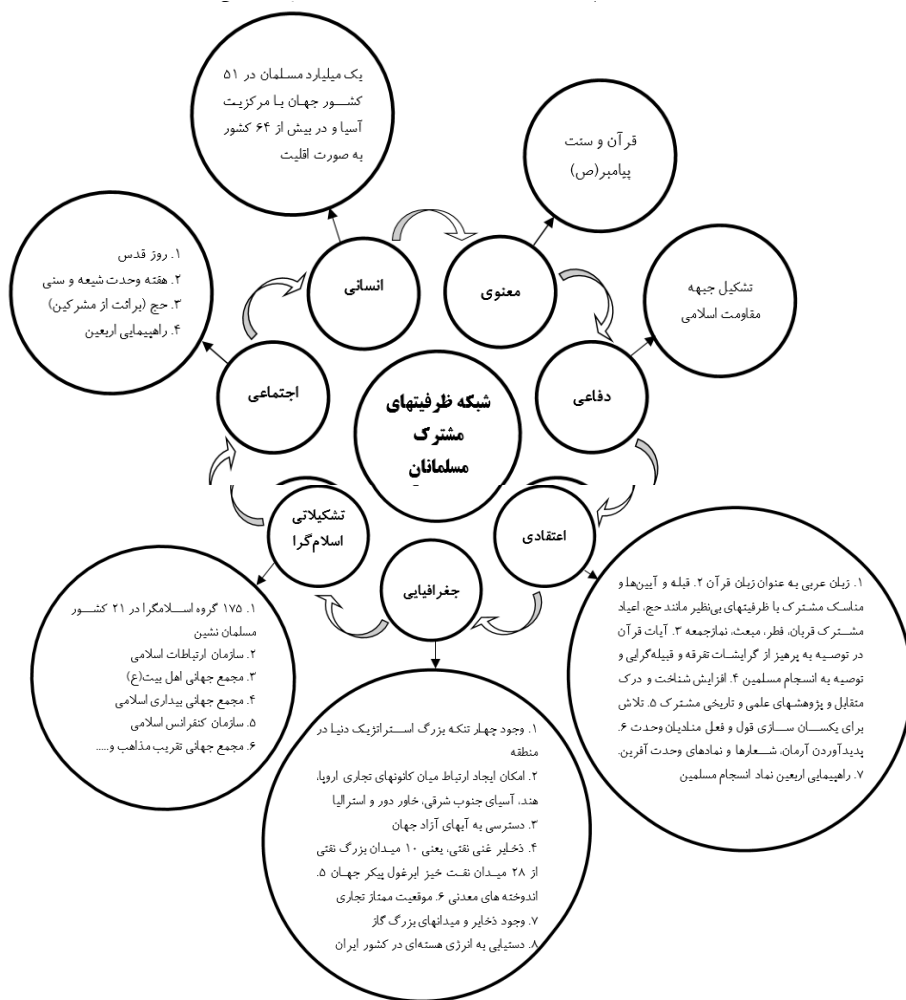 یک میلیارد مسلمان در ۵۱
کشور جهان با مرکزیت
آسیا و در بیش از ۶۴ کشور
به صورت اقلیت
قرآن و سنت
پیامبر(ص)
۱. روز قدس
۲. هفته وحدت شیعه و سنی
۳. حج (برائت از مشرکین)
۴. راهپیمایی اربعین
تشکیل جبهه
مقاومت اسلامی
انسانی
معنوی
اجتماعی
دفاعی
شبکه ظرفیتهای
مشترک
مسلمانان
تشکیلاتی
اسلام‌گرا
اعتقادی
جغرافیایی
۱. ۱۷۵ گروه اسلامگرا در ۲۱ کشور
مسلمان نشین
۲. سازمان ارتباطات اسلامی
۳. مجمع جهانی اهل بیت(ع)
۴. مجمع جهانی بیداری اسلامی
۵. سازمان کنفرانس اسلامی
۶. مجمع جهانی تقریب مذاهب و.....
۱. زبان عربی به عنوان زبان قرآن ۲. قبله و آیین‌ها و
مناسک مشترک با ظرفیتهای بی‌نظیر مانند حج، اعیاد
مشترک قربان، فطر، مبعث، نمازجمعه ۳. آیات قرآن
در توصیه به پرهیز از گرایشات تفرقه و قبیله‌گرایی و
توصیه به انسجام مسلمین ۴. افزایش شناخت و درک
متقابل و پژوهشهای علمی و تاریخی مشترک ۵. تلاش
برای یکسان سازی قول و فعل منادیان وحدت ۶.
پدیدآوردن آرمان، شعارها و نمادهای وحدت آفرین.
۷. راهپیمایی اربعین نماد انسجام مسلمین
۱. وجود چهار تنگه بزرگ استراتژیک دنیا در
منطقه
۲. امکان ایجاد ارتباط میان کانونهای تجاری اروپا،
هند، آسیای جنوب شرقی، خاور دور و استرالیا
۳. دسترسی به آبهای آزاد جهان
۴. ذخایر غنی نفتی، یعنی ۱۰ میدان بزرگ نفتی
از ۲۸ میدان نفت خیز ابرغول پیکر جهان ۵.
اندوخته های معدنی ۶. موقعیت ممتاز تجاری
۷. وجود ذخایر و میدانهای بزرگ گاز
۸. دستیابی به انرژی هسته‌ای در کشور ایران